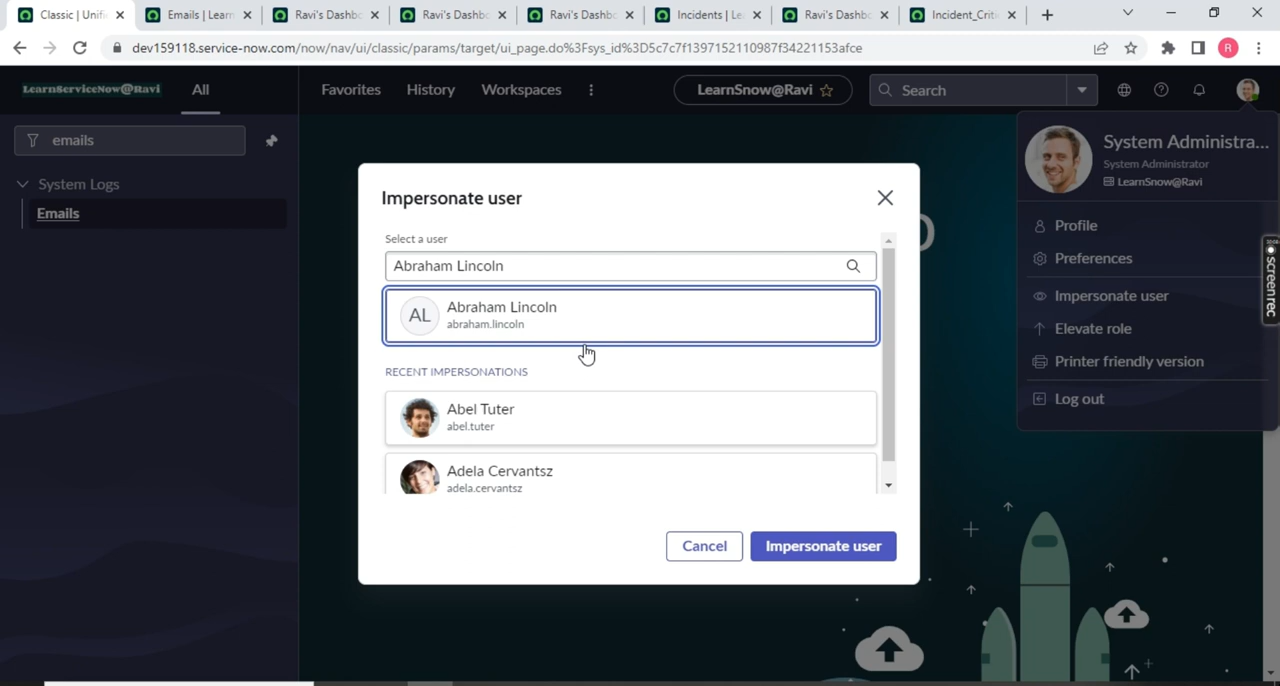 Classic | Unifi
Emails | Learn
Ravi's Dashbo
Ravi's Dashbo
Ravi's Dashbo
Incidents | Le
Ravi's Dashbo
Incident_Criti
dev159118.service-now.com/now/nav/ui/classic/params/target/ui_page.do%3Fsys_id%3D5c7c7f1397152110987f34221153afce
R
LearnServiceNow@Ravi
All
Favorites
History
Workspaces
LearnSnow@Ravi
Search
emails
System Logs
Emails
Impersonate user
Select a user
Abraham Lincoln
AL
Abraham Lincoln
abraham.lincoln
RECENT IMPERSONATIONS
Abel Tuter
abel.tuter
Adela Cervantsz
adela.cervantsz
Cancel
Impersonate user
System Administra...
System Administrator
LearnSnow@Ravi
Profile
Preferences
Impersonate user
Elevate role
Printer friendly version
Log out
screenrec